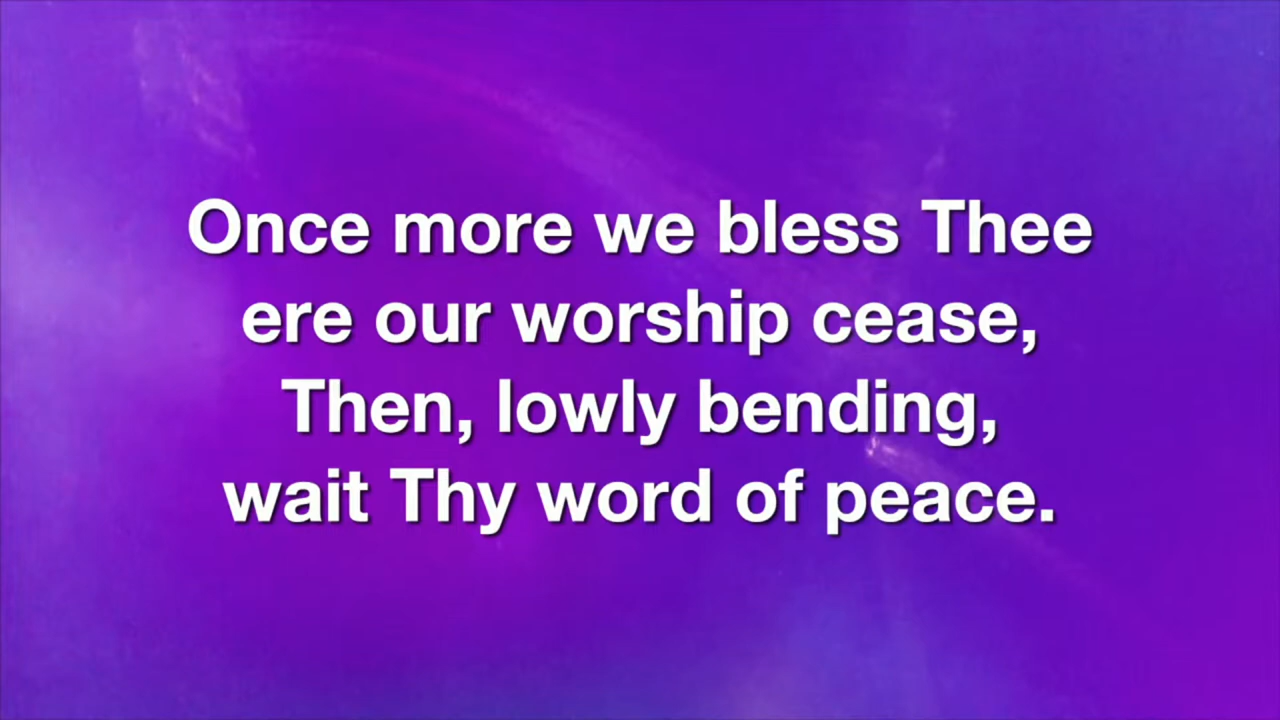 Once more we bless Thee
ere our worship cease,
Then, lowly bending,
wait Thy word of peace.